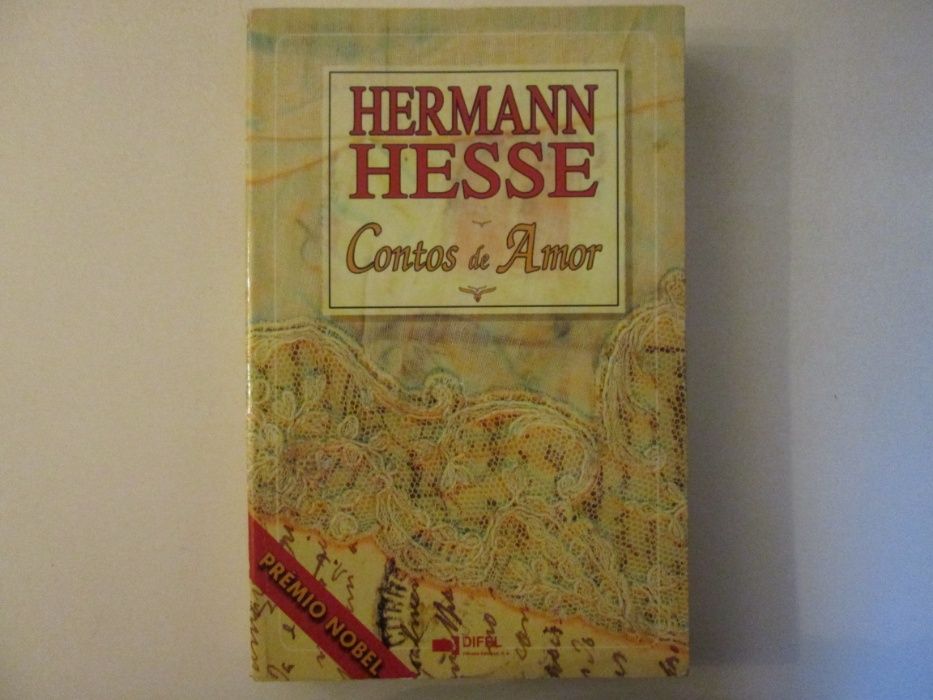 HERMANN
HESSE
Contos de Amor
PRÉMIO NOBEL
DIFEL